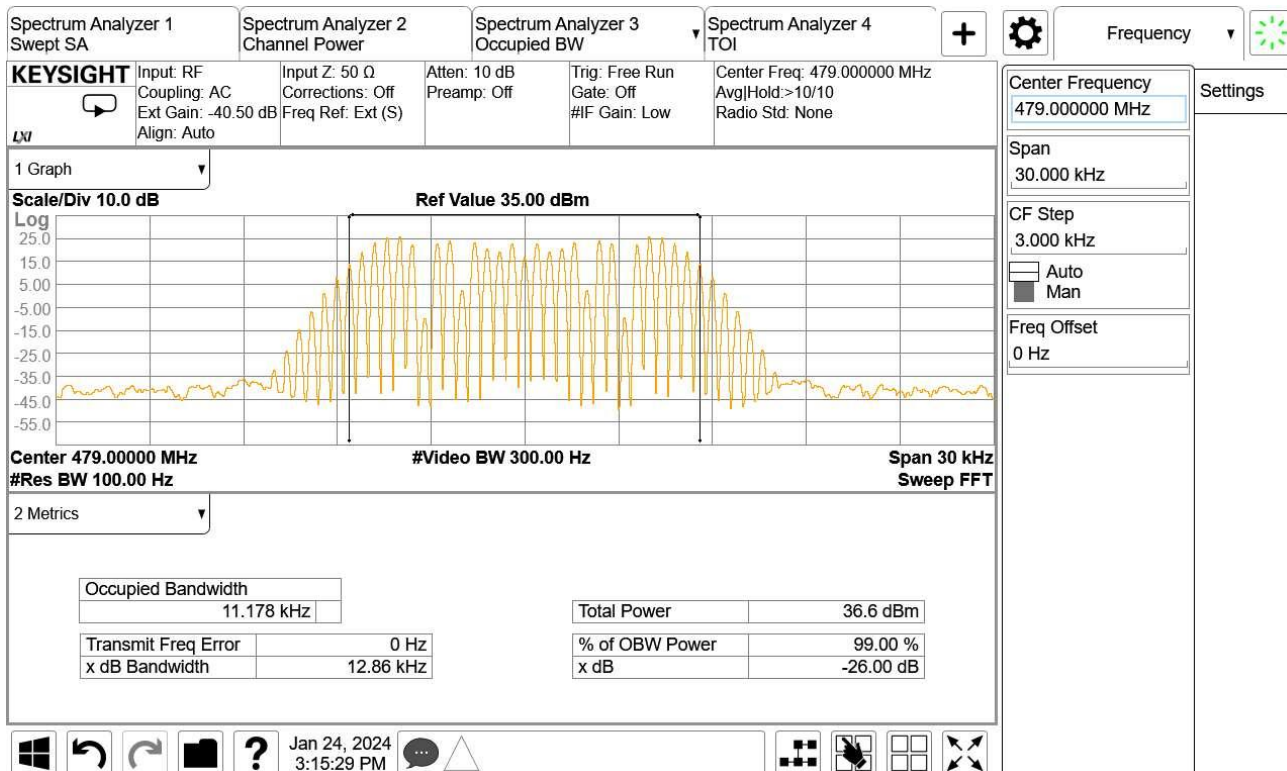 Spectrum Analyzer 1
Swept SA
Spectrum Analyzer 2
Channel Power
Spectrum Analyzer 3
Occupied BW
Spectrum Analyzer 4
TOI
Frequency
KEYSIGHT
LXI
Input: RF
Coupling: AC
Ext Gain: -40.50 dB
Align: Auto
Input Z: 50 Ω
Corrections: Off
Freq Ref: Ext (S)
Atten: 10 dB
Preamp: Off
Trig: Free Run
Gate: Off
#IF Gain: Low
Center Freq: 479.000000 MHz
Avg|Hold:>10/10
Radio Std: None
Center Frequency
479.000000 MHz
Settings
Span
30.000 kHz
CF Step
3.000 kHz
Auto
Man
Freq Offset
0 Hz
1 Graph
Scale/Div 10.0 dB
Ref Value 35.00 dBm
Log
25.0
15.0
5.00
-5.00
-15.0
-25.0
-35.0
-45.0
-55.0
Center 479.00000 MHz
#Video BW 300.00 Hz
Span 30 kHz
#Res BW 100.00 Hz
Sweep FFT
2 Metrics
Occupied Bandwidth
11.178 kHz
Total Power 36.6 dBm
Transmit Freq Error 0 Hz
% of OBW Power 99.00 %
x dB Bandwidth 12.86 kHz
x dB -26.00 dB
?
Jan 24, 2024
3:15:29 PM